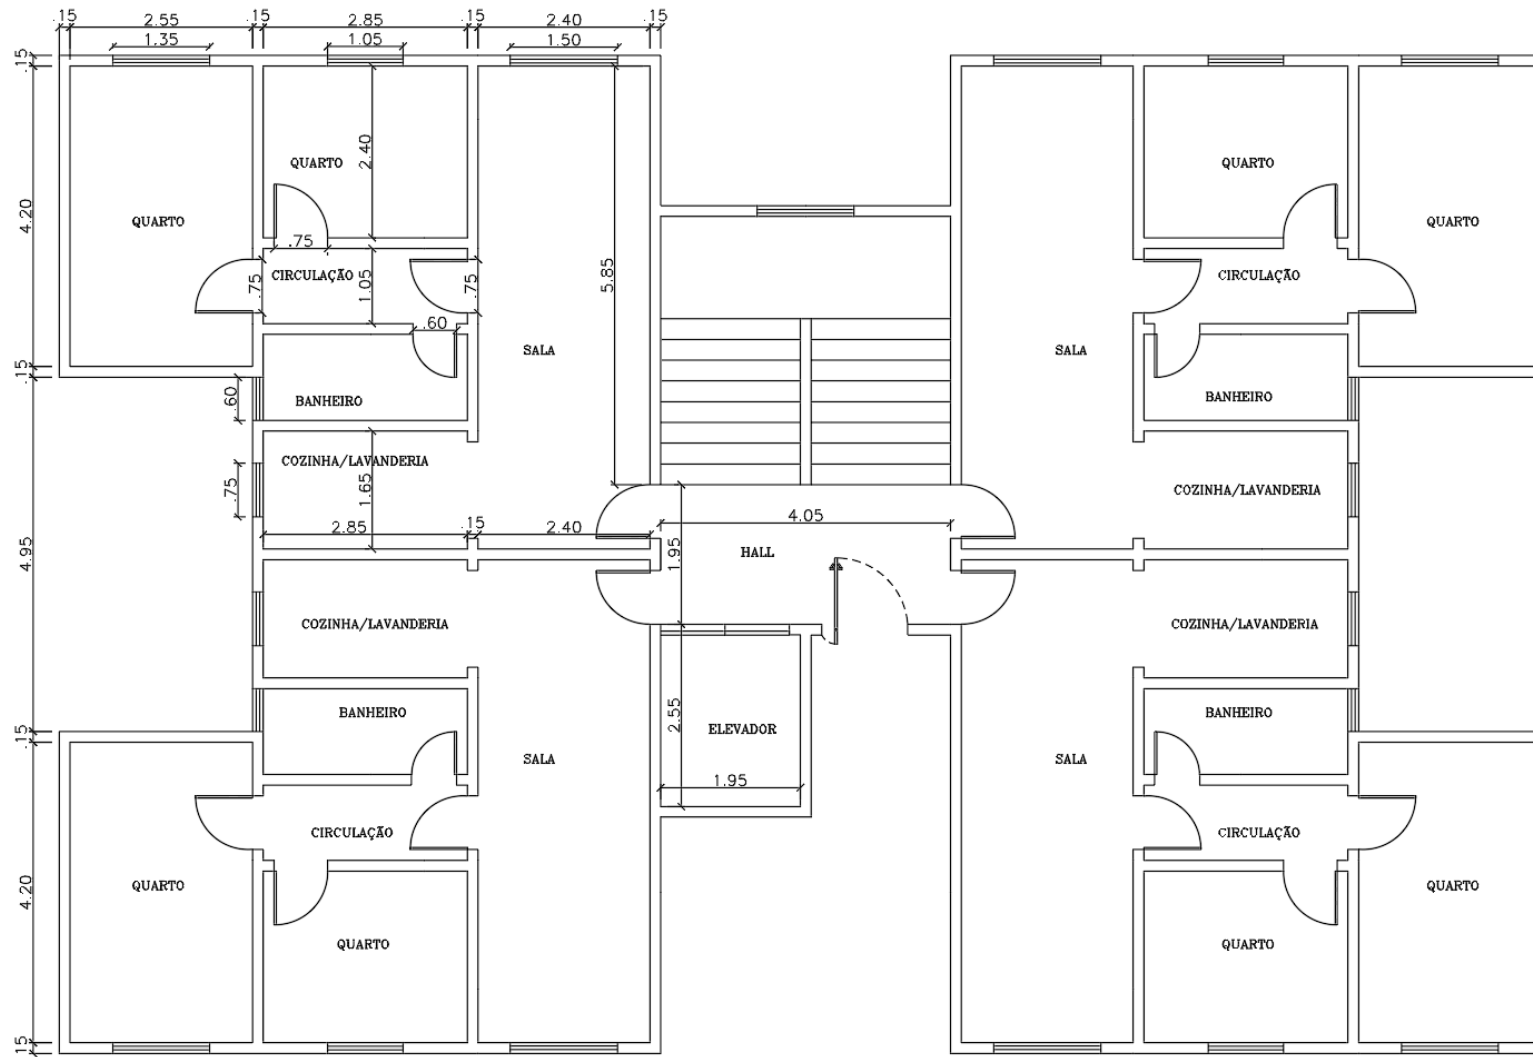 .15 2.55 .15 2.85 .15 2.40 .15
1.35 1.05 1.50
.15
4.20
QUARTO
QUARTO
2.40
.75
CIRCULAÇÃO
1.05
.75
.75
.60
5.85
SALA
SALA
QUARTO
QUARTO
CIRCULAÇÃO
.15
.60
BANHEIRO
BANHEIRO
COZINHA/LAVANDERIA
1.65
.75
2.85 .15 2.40
4.05
COZINHA/LAVANDERIA
4.95
1.95
HALL
COZINHA/LAVANDERIA
COZINHA/LAVANDERIA
BANHEIRO
BANHEIRO
.15
2.55
ELEVADOR
1.95
SALA
SALA
CIRCULAÇÃO
CIRCULAÇÃO
4.20
QUARTO
QUARTO
QUARTO
QUARTO
.15